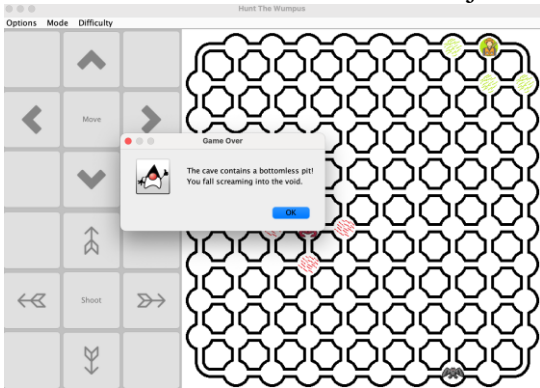 Hunt The Wumpus
Options Mode Difficulty
Move
Game Over
The cave contains a bottomless pit!
You fall screaming into the void.
OK
Shoot